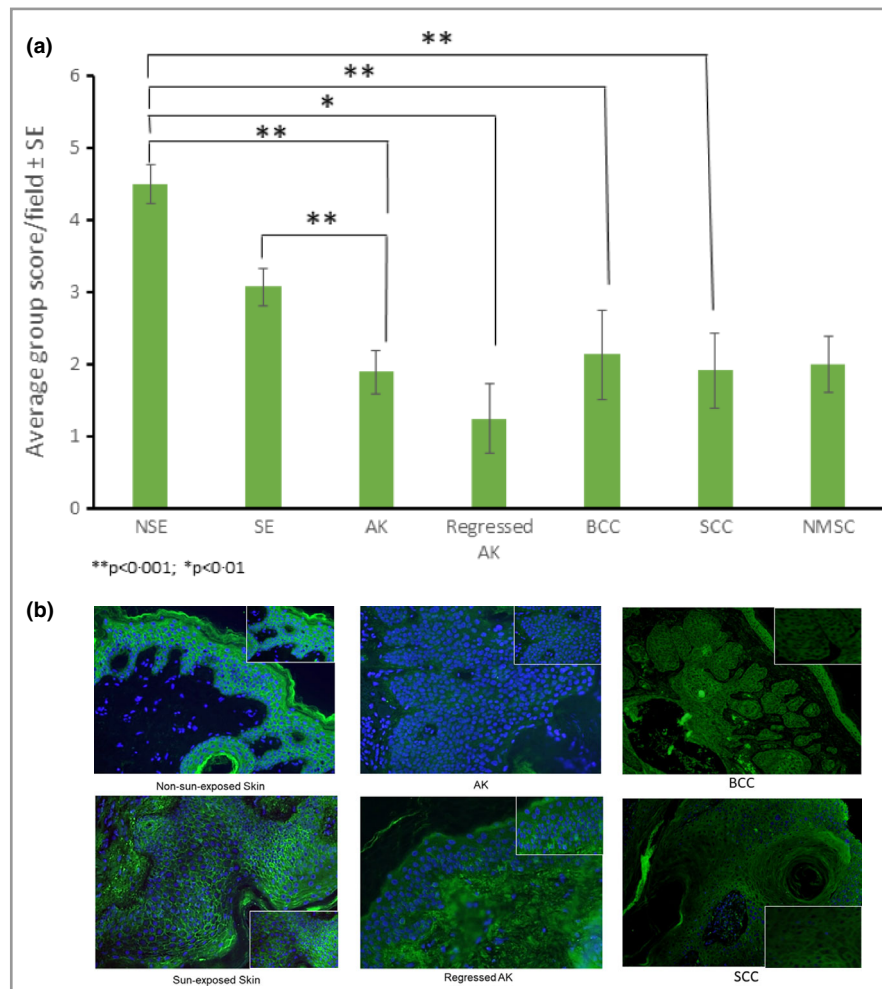 (a)
**
**
*
**
**
Average group score/field ± SE
6
5
4
3
2
1
0
NSE
SE
AK
Regressed
AK
BCC
SCC
NMSC
**p<0·001; *p<0·01
(b)
Non-sun-exposed Skin
AK
BCC
Sun-exposed Skin
Regressed AK
SCC